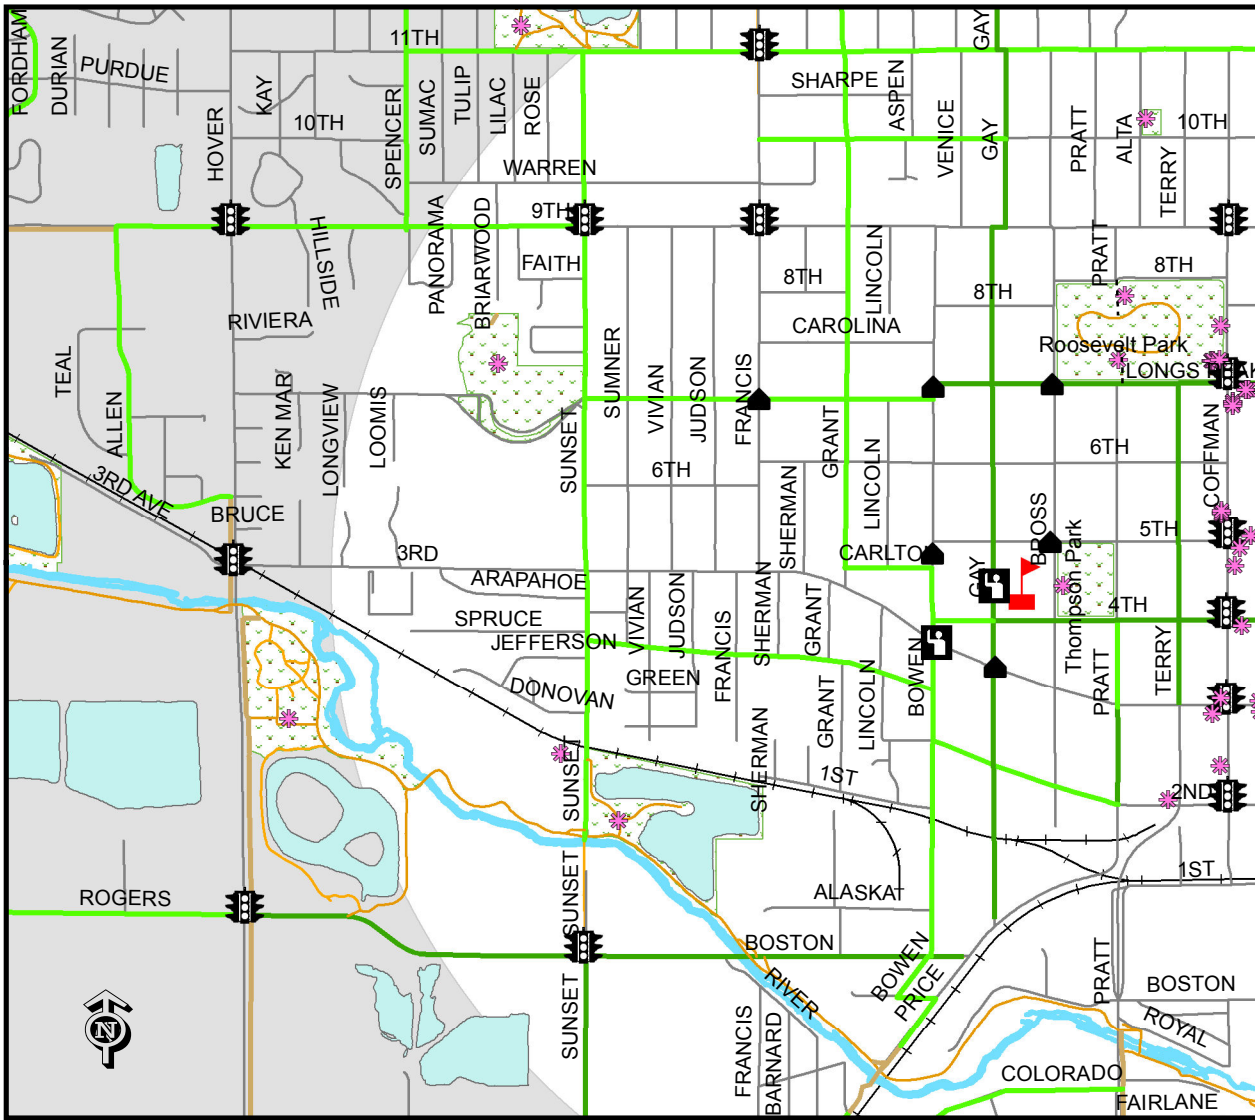 FORDHAM
DURIAN
PURDUE
KAY
HOVER
10TH
11TH
SPENCER
SUMAC
TULIP
LILAC
ROSE
WARREN
SHARPE
ASPEN
VENICE
GAY
GAY
PRATT
ALTA
10TH
TERRY
9TH
HILLSIDE
PANORAMA
BRIARWOOD
FAITH
8TH
LINCOLN
8TH
PRATT
8TH
RIVIERA
CAROLINA
Roosevelt Park
LONGS PEAK
TEAL
ALLEN
KEN MAR
LONGVIEW
LOOMIS
SUNSET
SUMNER
VIVIAN
JUDSON
FRANCIS
GRANT
LINCOLN
6TH
6TH
COFFMAN
3RD AVE
BRUCE
SHERMAN
BROSS
5TH
3RD
CARLTO
ARAPAHOE
SPRUCE
JEFFERSON
VIVIAN
JUDSON
FRANCIS
SHERMAN
GRANT
GAY
Thompson Park
4TH
GREEN
DONOVAN
BOWEN
LINCOLN
GRANT
PRATT
TERRY
SUNSET
SHERMAN
1ST
2ND
ROGERS
SUNSET
ALASKA
1ST
BOSTON
BOWEN
PRICE
PRATT
BOSTON
N
SUNSET
RIVER
FRANCIS
BARNARD
ROYAL
COLORADO
FAIRLANE